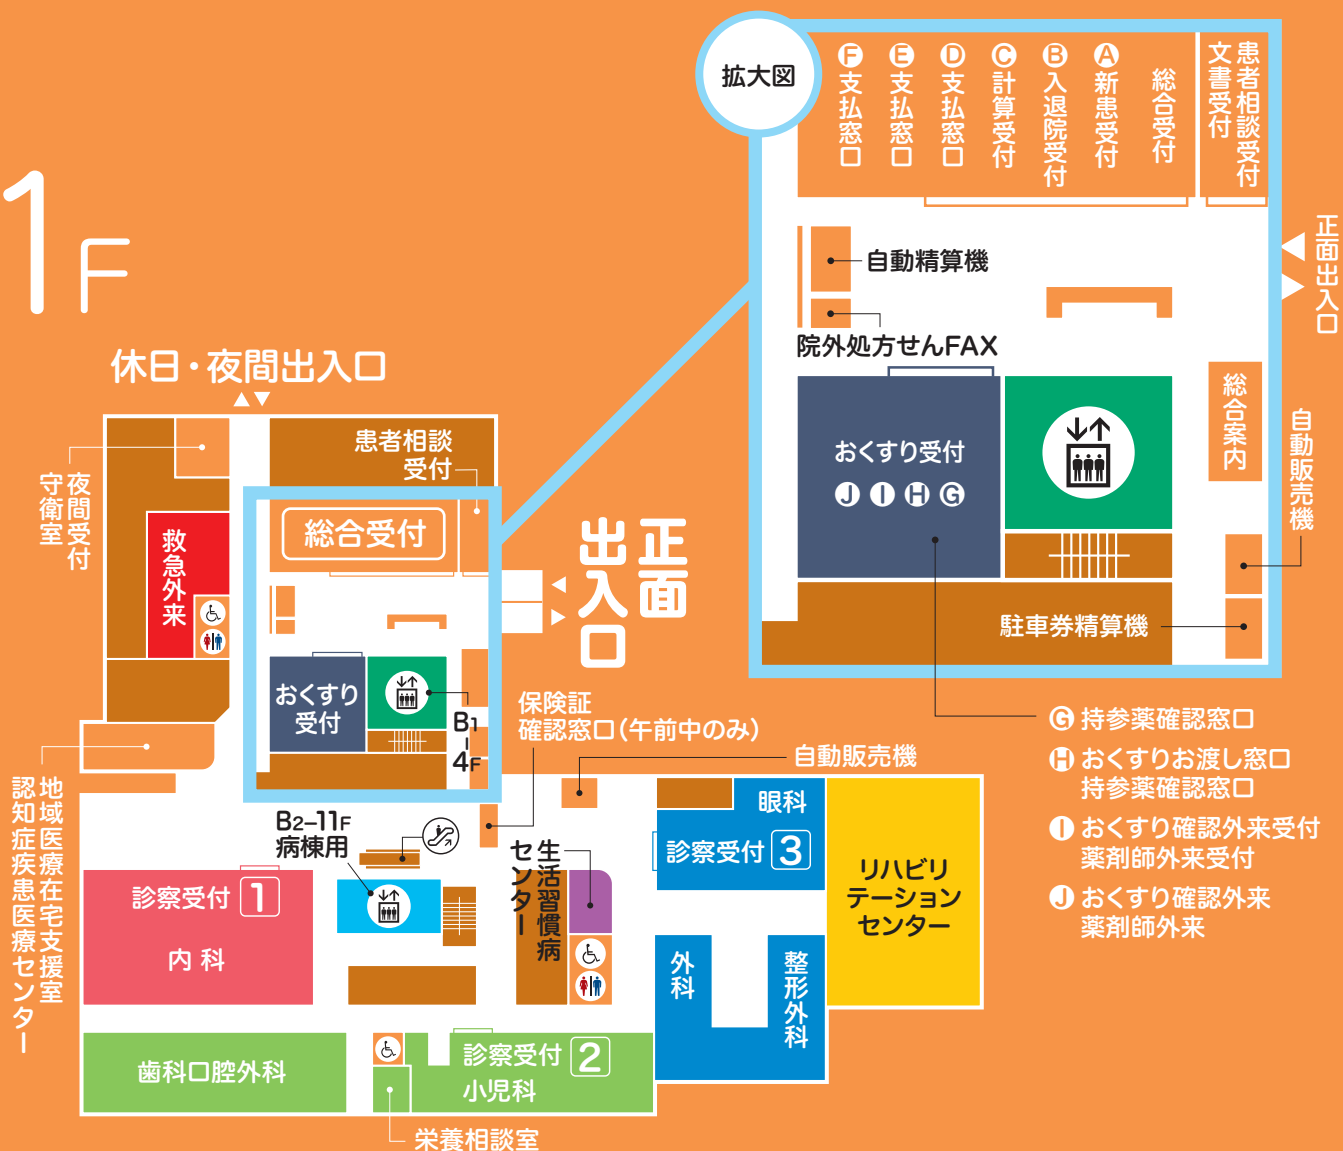 1F
拡大図
F 支払窓口
E 支払窓口
D 支払窓口
C 計算受付
B 入退院受付
A 新患受付
総合受付
患者相談受付
文書受付
正面出入口
自動精算機
院外処方せんFAX
総合案内
自動販売機
おくすり受付
J I H G
駐車券精算機
G 持参薬確認窓口
H おくすりお渡し窓口
持参薬確認窓口
I おくすり確認外来受付
薬剤師外来受付
J おくすり確認外来
薬剤師外来
休日・夜間出入口
夜間受付
守衛室
救急外来
患者相談
受付
総合受付
正面
出入口
おくすり
受付
B1
-
4F
保険証
確認窓口(午前中のみ)
自動販売機
地域医療在宅支援室
認知症疾患医療センター
B2-11F
病棟用
生活習慣病
センター
診察受付 1
内科
眼科
診察受付 3
外科
整形外科
リハビリ
テーション
センター
歯科口腔外科
診察受付 2
小児科
栄養相談室